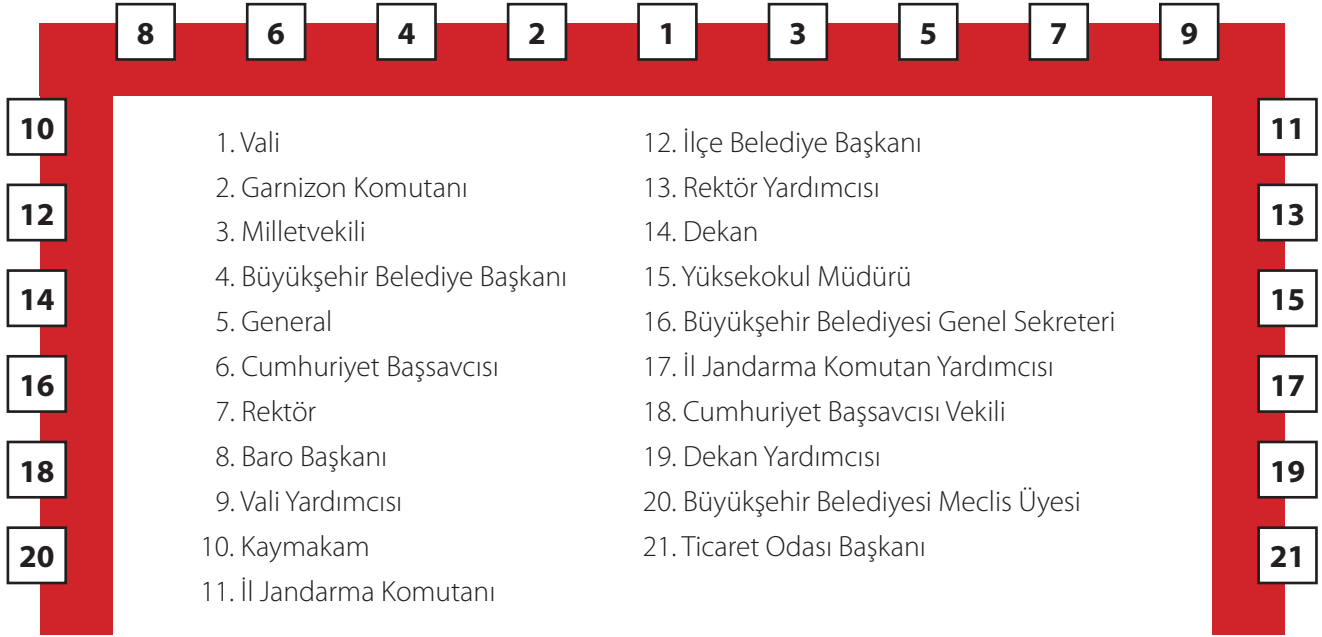 8 6 4 2 1 3 5 7 9
10
12
14
16
18
20
1. Vali
2. Garnizon Komutanı
3. Milletvekili
4. Büyükşehir Belediye Başkanı
5. General
6. Cumhuriyet Başsavcısı
7. Rektör
8. Baro Başkanı
9. Vali Yardımcısı
10. Kaymakam
11. İl Jandarma Komutanı
12. İlçe Belediye Başkanı
13. Rektör Yardımcısı
14. Dekan
15. Yüksekokul Müdürü
16. Büyükşehir Belediyesi Genel Sekreteri
17. İl Jandarma Komutan Yardımcısı
18. Cumhuriyet Başsavcısı Vekili
19. Dekan Yardımcısı
20. Büyükşehir Belediyesi Meclis Üyesi
21. Ticaret Odası Başkanı
11
13
15
17
19
21